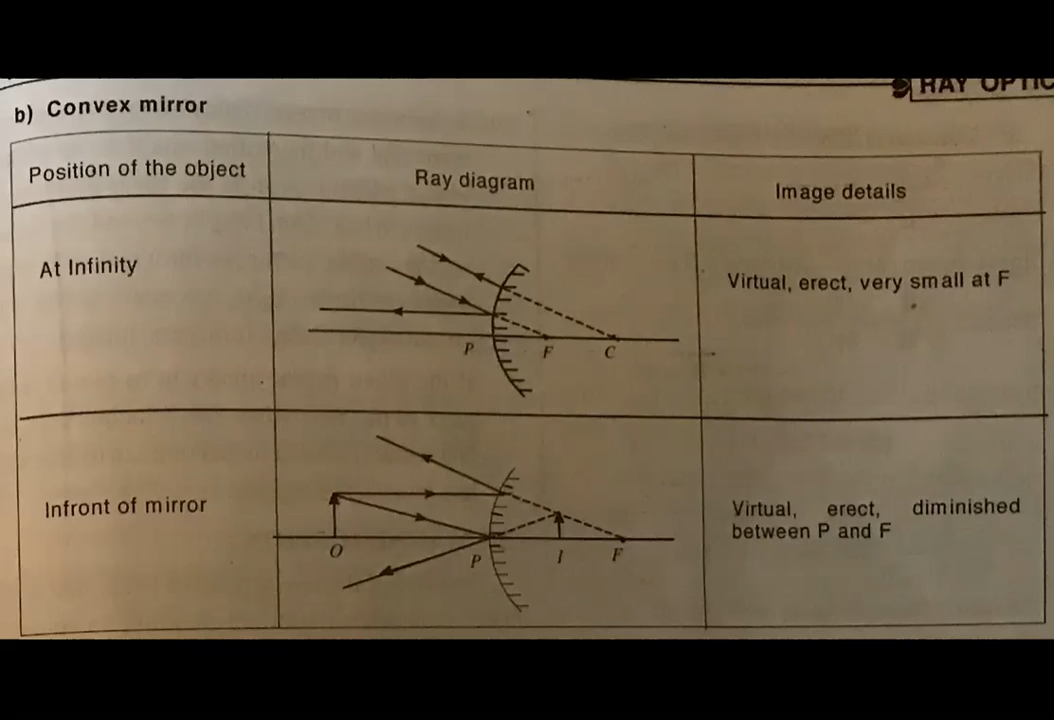 RAY OPTIC
b) Convex mirror
Position of the object
Ray diagram
Image details
At Infinity
P
F
C
Virtual, erect, very small at F
Infront of mirror
O
P
I
F
Virtual, erect, diminished
between P and F